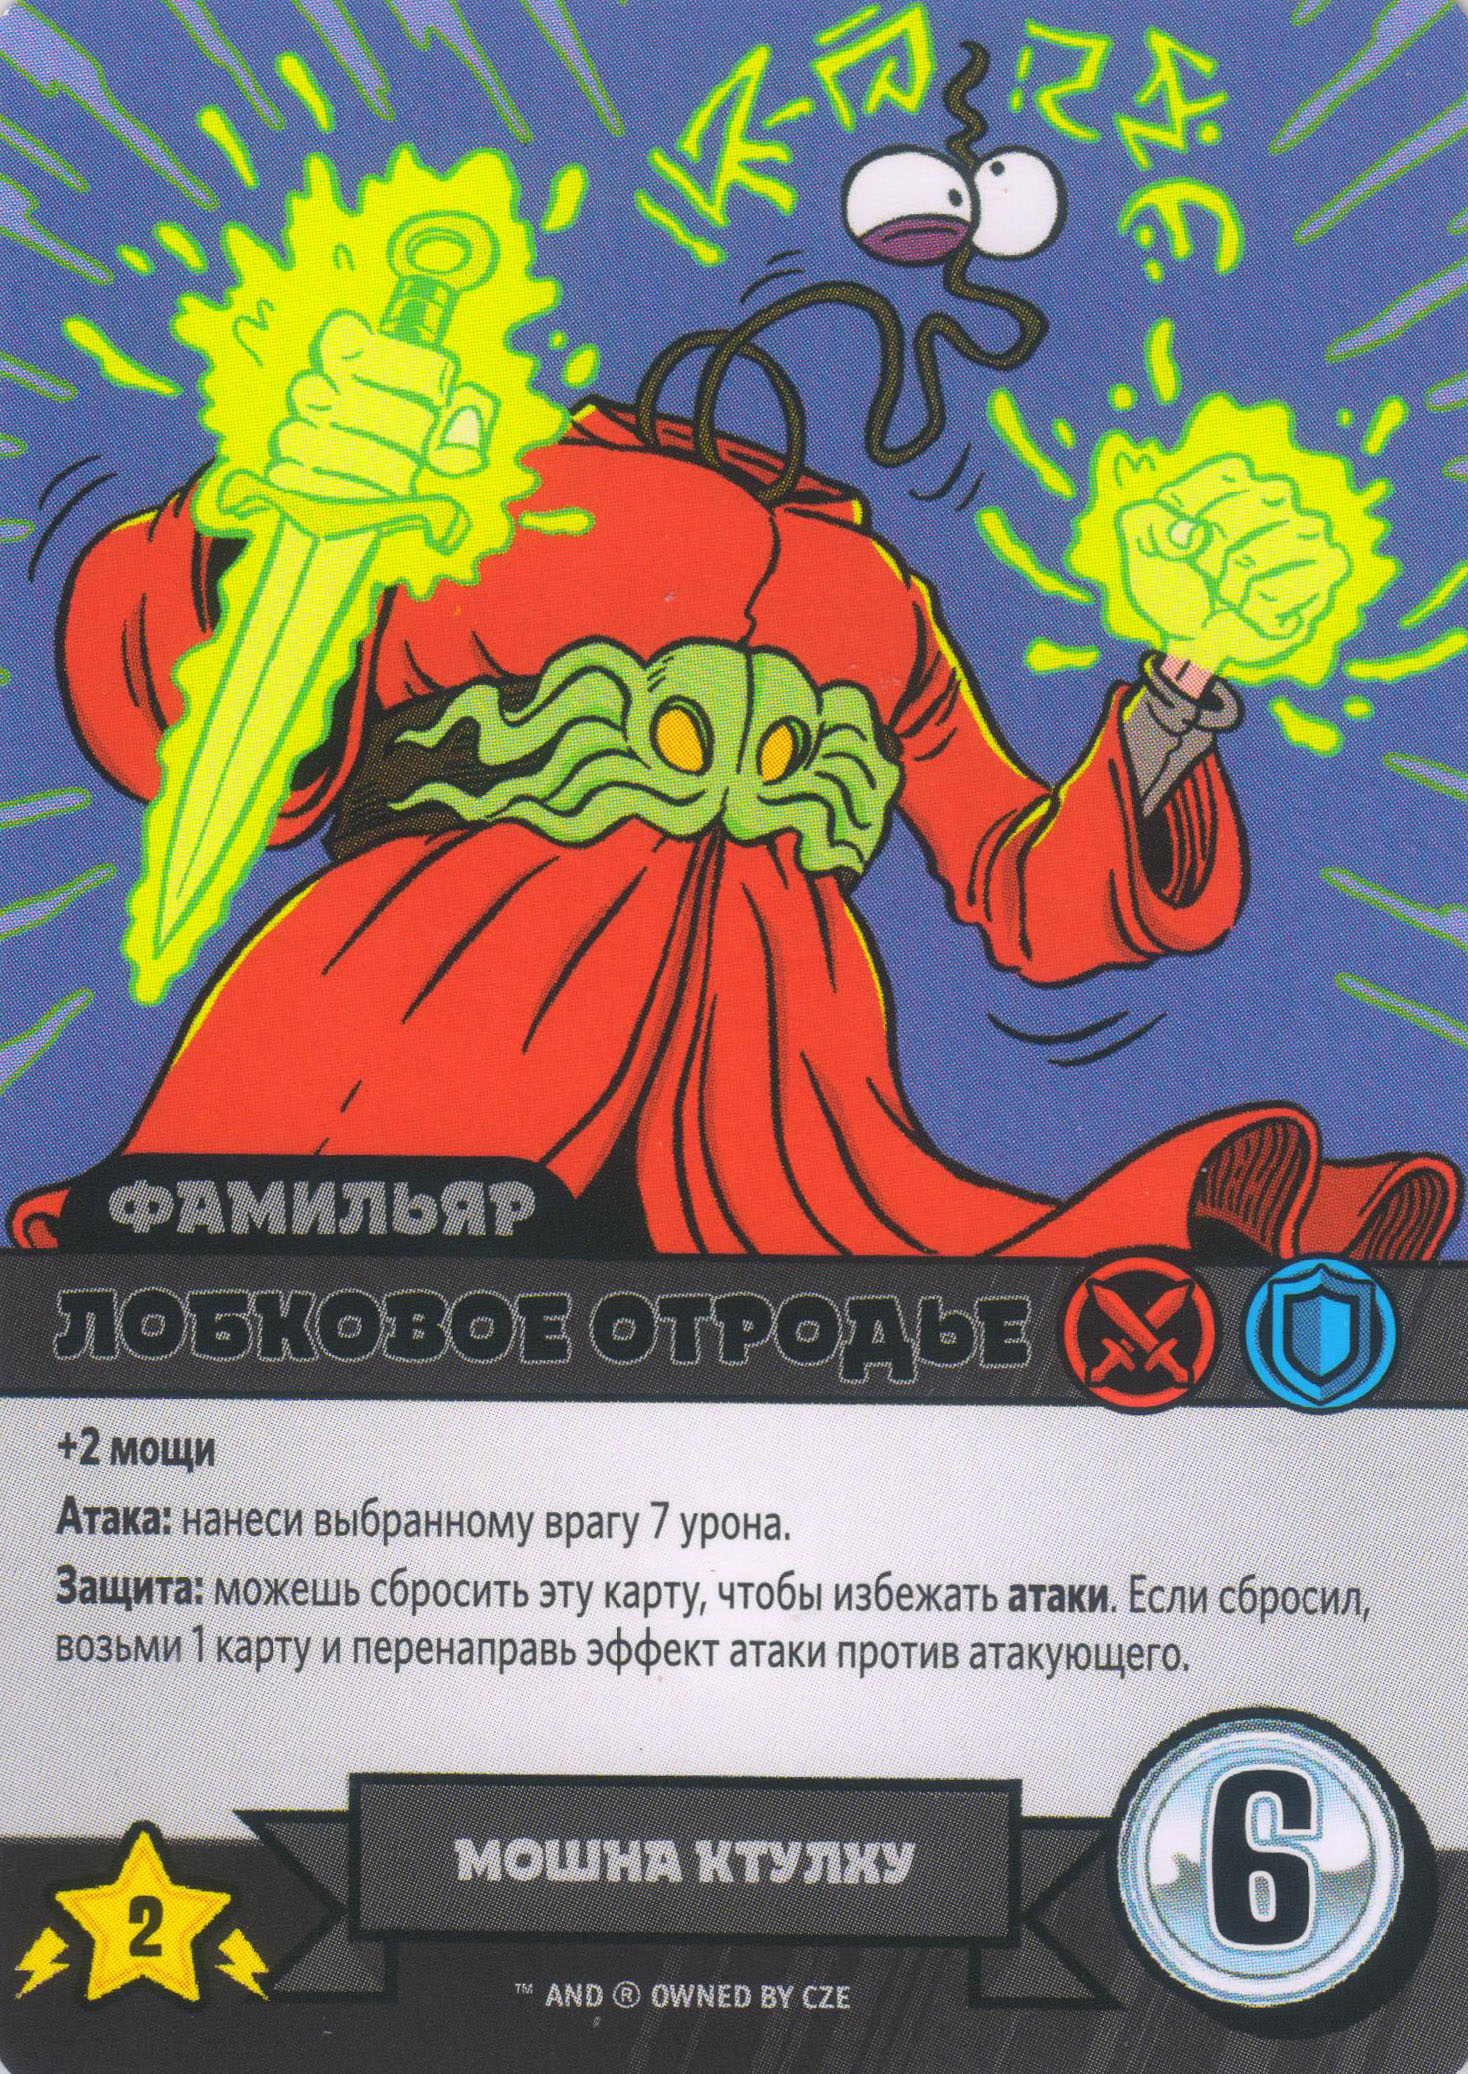 ФАМИЛЬЯР
ЛОБКОВОЕ ОТРОДЬЕ
+2 мощи
Атака: нанеси выбранному врагу 7 урона.
Защита: можешь сбросить эту карту, чтобы избежать атаки. Если сбросил,
возьми 1 карту и перенаправь эффект атаки против атакующего.
6
МОШНА КТУЛХУ
2
™ AND ® OWNED BY CZE